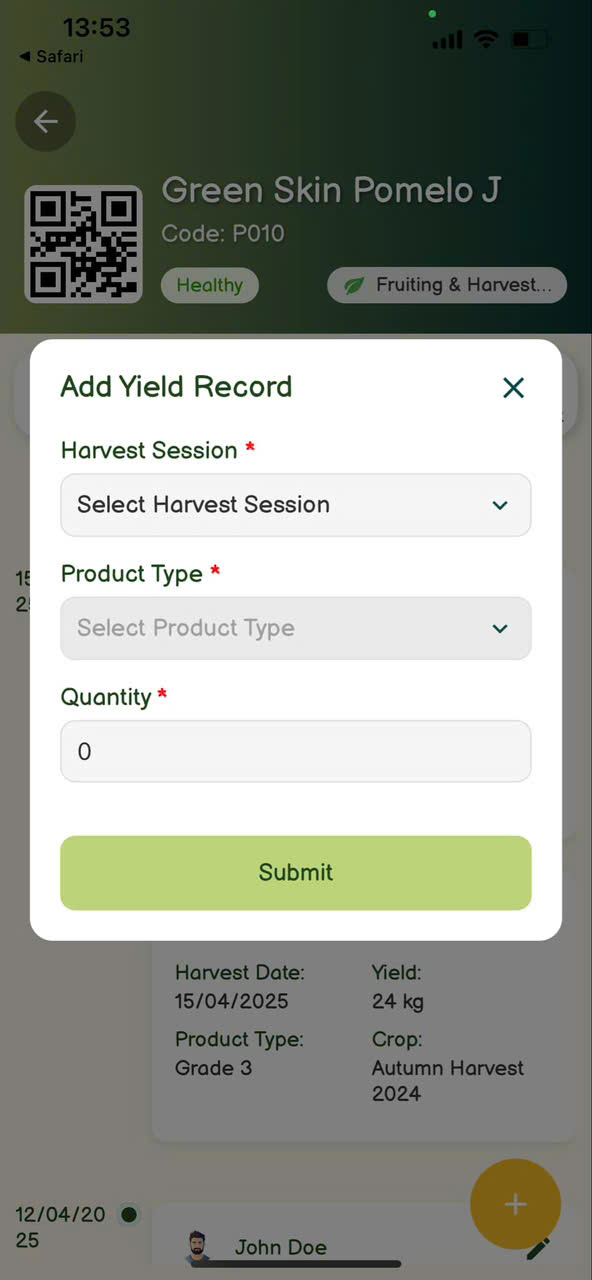 13:53
◀ Safari
Green Skin Pomelo J
Code: P010
Healthy
Fruiting & Harvest...
Add Yield Record
Harvest Session *
Select Harvest Session
Product Type *
Select Product Type
Quantity *
0
Submit
Harvest Date:
Yield:
15/04/2025
24 kg
Product Type:
Crop:
Grade 3
Autumn Harvest
2024
12/04/20
25
John Doe